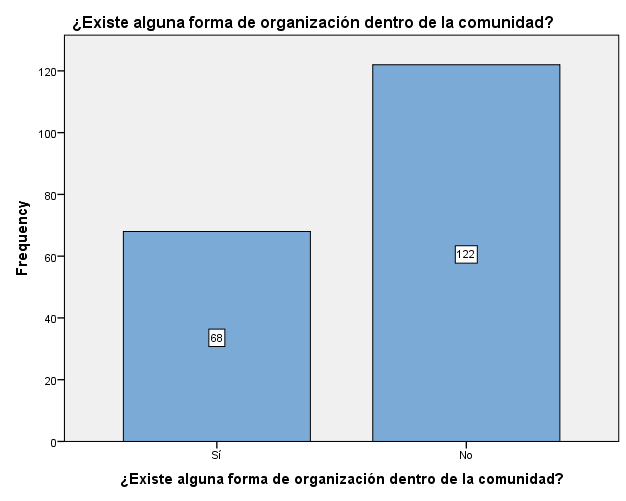 ¿Existe alguna forma de organización dentro de la comunidad?
Frequency
120
100
80
60
40
20
0
68
122
Sí
No
¿Existe alguna forma de organización dentro de la comunidad?